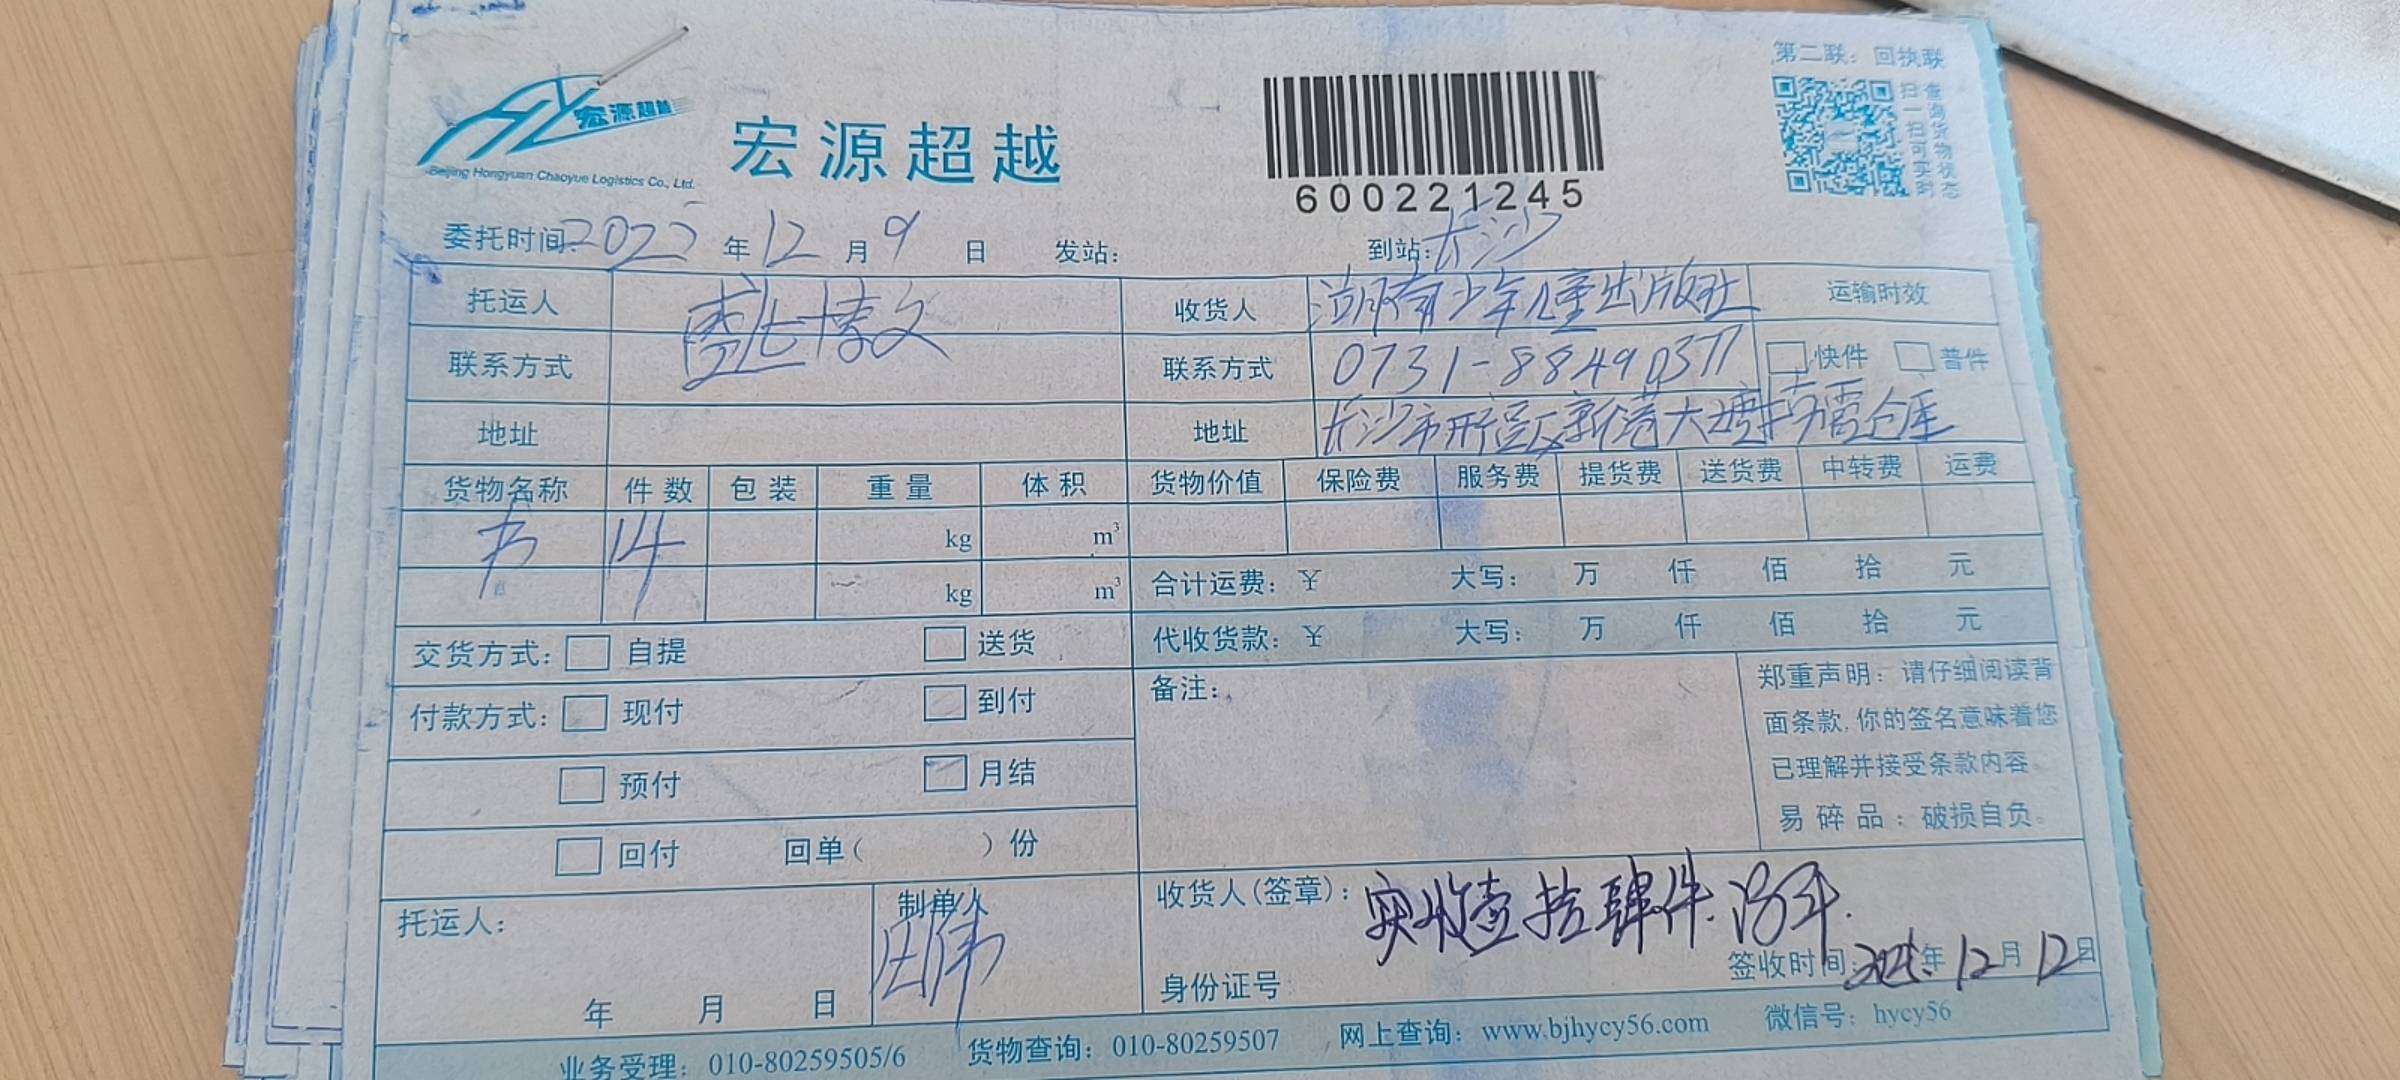 第二联：回执联
宏源超越
Beijing Hongyuan Chaoyue Logistics Co., Ltd.
宏源超越
600221245
扫一扫可实时
查询货物状态
委托时间: 年 12 月 9 日 发站： 到站：长沙
托运人 博文 收货人 湖南少年儿童出版社 运输时效
联系方式 联系方式 0731-88490377 快件 普件
地址 地址 长沙市开福区新港大 仓库
货物名称 件数 包装 重量 体积 货物价值 保险费 服务费 提货费 送货费 中转费 运费
书 14 kg m³
kg m³ 合计运费：¥ 大写： 万 仟 佰 拾 元
交货方式： 自提 送货 代收货款：¥ 大写： 万 仟 佰 拾 元
付款方式： 现付 到付 备注：
预付 月结
回付 回单（ ）份
郑重声明：请仔细阅读背
面条款,你的签名意味着您
已理解并接受条款内容。
易碎品：破损自负。
托运人： 制单人 收货人(签章)：实收壹拾肆件.
年 月 日 身份证号 签收时间: 年 12 月 12 日
业务受理：010-80259505/6 货物查询：010-80259507 网上查询：www.bjhycy56.com 微信号：hycy56